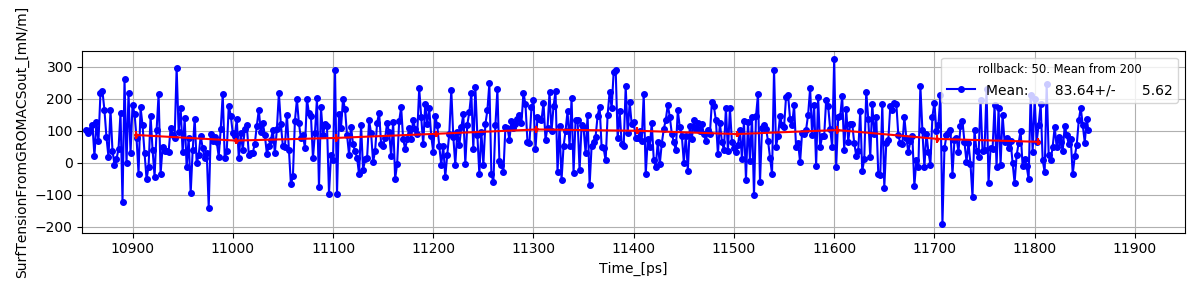 SurfTensionFromGROMACSout_[mN/m]
300
200
100
0
−100
−200
rollback: 50. Mean from 200
Mean: 83.64+/- 5.62
10900 11000 11100 11200 11300 11400 11500 11600 11700 11800 11900
Time_[ps]